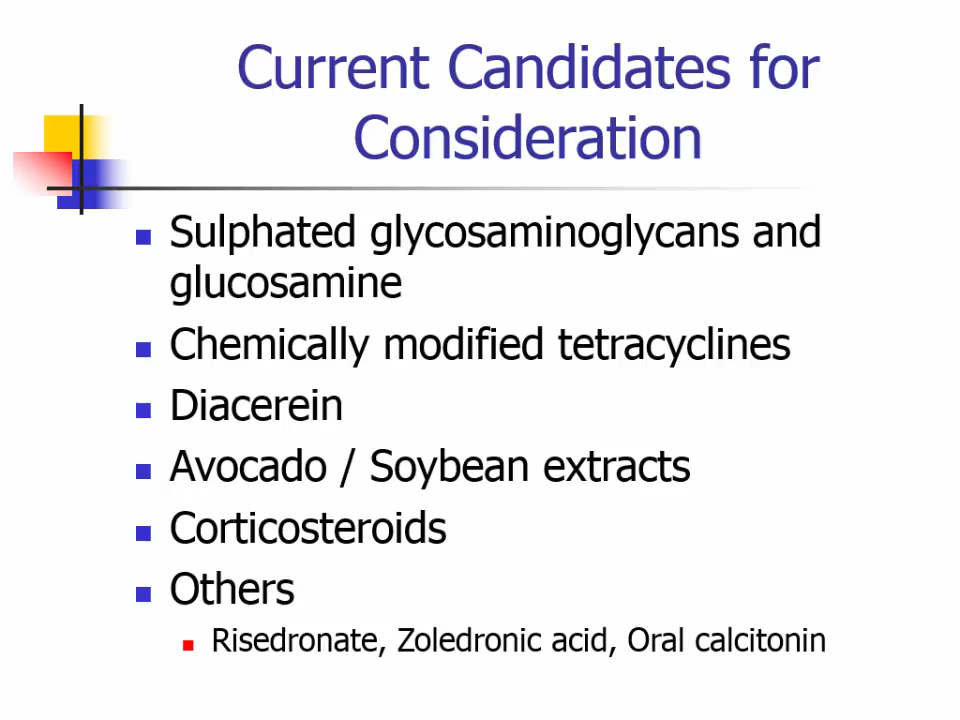 Current Candidates for
Consideration
Sulphated glycosaminoglycans and
glucosamine
Chemically modified tetracyclines
Diacerein
Avocado / Soybean extracts
Corticosteroids
Others
Risedronate, Zoledronic acid, Oral calcitonin